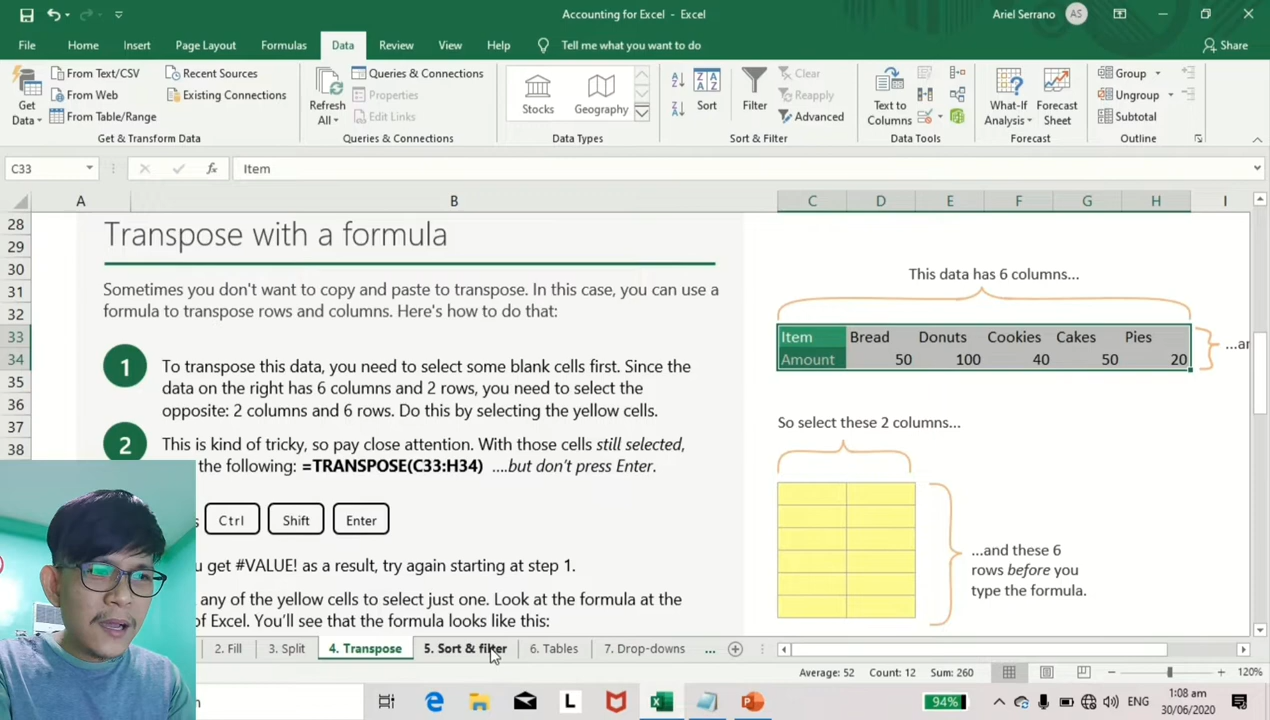 Accounting for Excel - Excel
Ariel Serrano
AS
File
Home
Insert
Page Layout
Formulas
Data
Review
View
Help
Tell me what you want to do
Share
Get
Data
From Text/CSV
From Web
From Table/Range
Recent Sources
Existing Connections
Get & Transform Data
Refresh
All
Queries & Connections
Properties
Edit Links
Queries & Connections
Stocks
Geography
Data Types
Sort
Filter
Clear
Reapply
Advanced
Sort & Filter
Text to
Columns
Data Tools
What-If
Analysis
Forecast
Sheet
Forecast
Group
Ungroup
Subtotal
Outline
C33
fx
Item
A B C D E F G H I
28
29
30
31
32
33
34
35
36
37
38
Transpose with a formula
Sometimes you don't want to copy and paste to transpose. In this case, you can use a
formula to transpose rows and columns. Here's how to do that:
1
To transpose this data, you need to select some blank cells first. Since the
data on the right has 6 columns and 2 rows, you need to select the
opposite: 2 columns and 6 rows. Do this by selecting the yellow cells.
2
This is kind of tricky, so pay close attention. With those cells still selected,
the following: =TRANSPOSE(C33:H34) ....but don't press Enter.
Ctrl Shift Enter
get #VALUE! as a result, try again starting at step 1.
any of the yellow cells to select just one. Look at the formula at the
of Excel. You'll see that the formula looks like this:
This data has 6 columns...
Item Bread Donuts Cookies Cakes Pies
Amount 50 100 40 50 20
...ar
So select these 2 columns...
...and these 6
rows before you
type the formula.
2. Fill
3. Split
4. Transpose
5. Sort & filter
6. Tables
7. Drop-downs
...
Average: 52
Count: 12
Sum: 260
120%
L
94%
ENG
1:08 am
30/06/2020